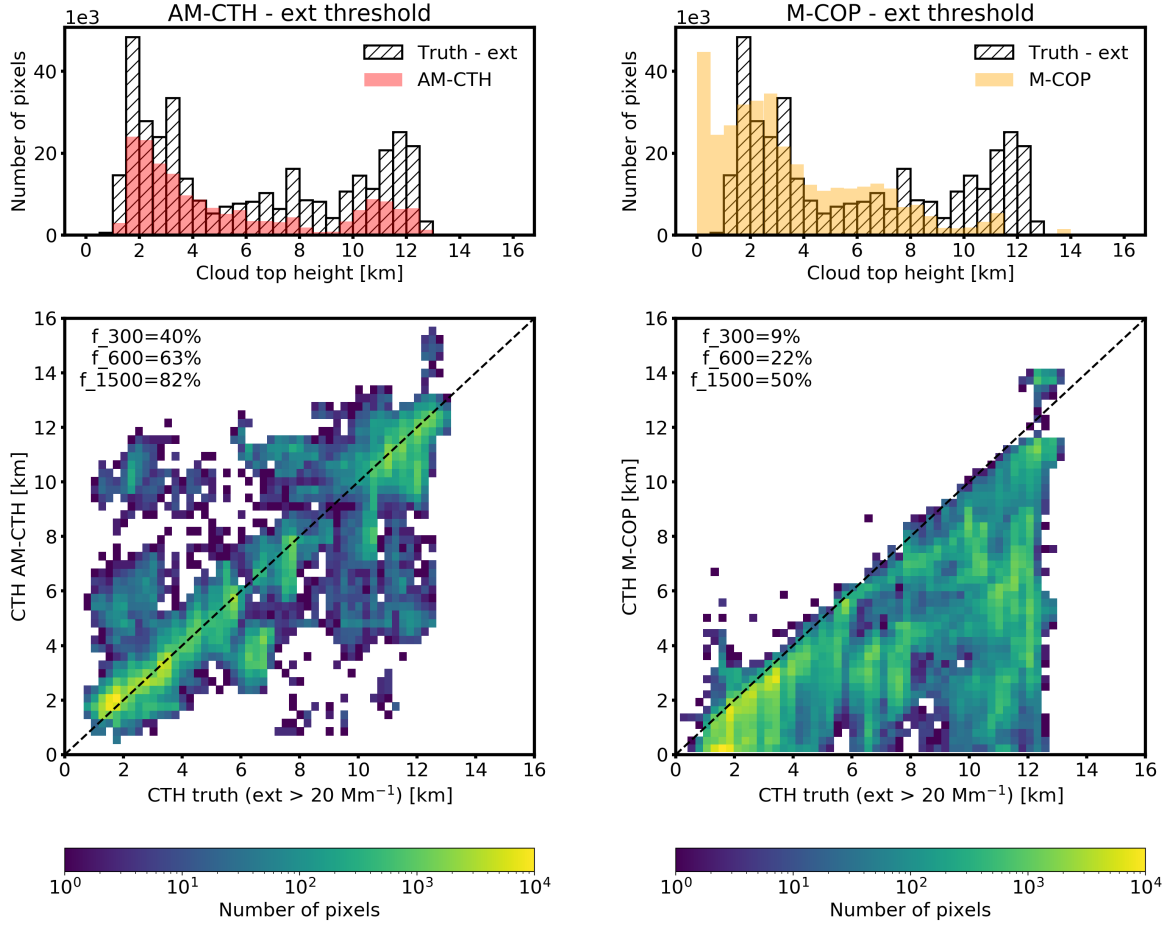 AM-CTH - ext threshold
1e3
Number of pixels
40
20
0
Truth - ext
AM-CTH
0 2 4 6 8 10 12 14 16
Cloud top height [km]
M-COP - ext threshold
1e3
Number of pixels
40
20
0
Truth - ext
M-COP
0 2 4 6 8 10 12 14 16
Cloud top height [km]
f_300=40%
f_600=63%
f_1500=82%
CTH AM-CTH [km]
16
14
12
10
8
6
4
2
0
0 2 4 6 8 10 12 14 16
CTH truth (ext > 20 Mm⁻¹) [km]
f_300=9%
f_600=22%
f_1500=50%
CTH M-COP [km]
16
14
12
10
8
6
4
2
0
0 2 4 6 8 10 12 14 16
CTH truth (ext > 20 Mm⁻¹) [km]
10⁰ 10¹ 10² 10³ 10⁴
Number of pixels
10⁰ 10¹ 10² 10³ 10⁴
Number of pixels